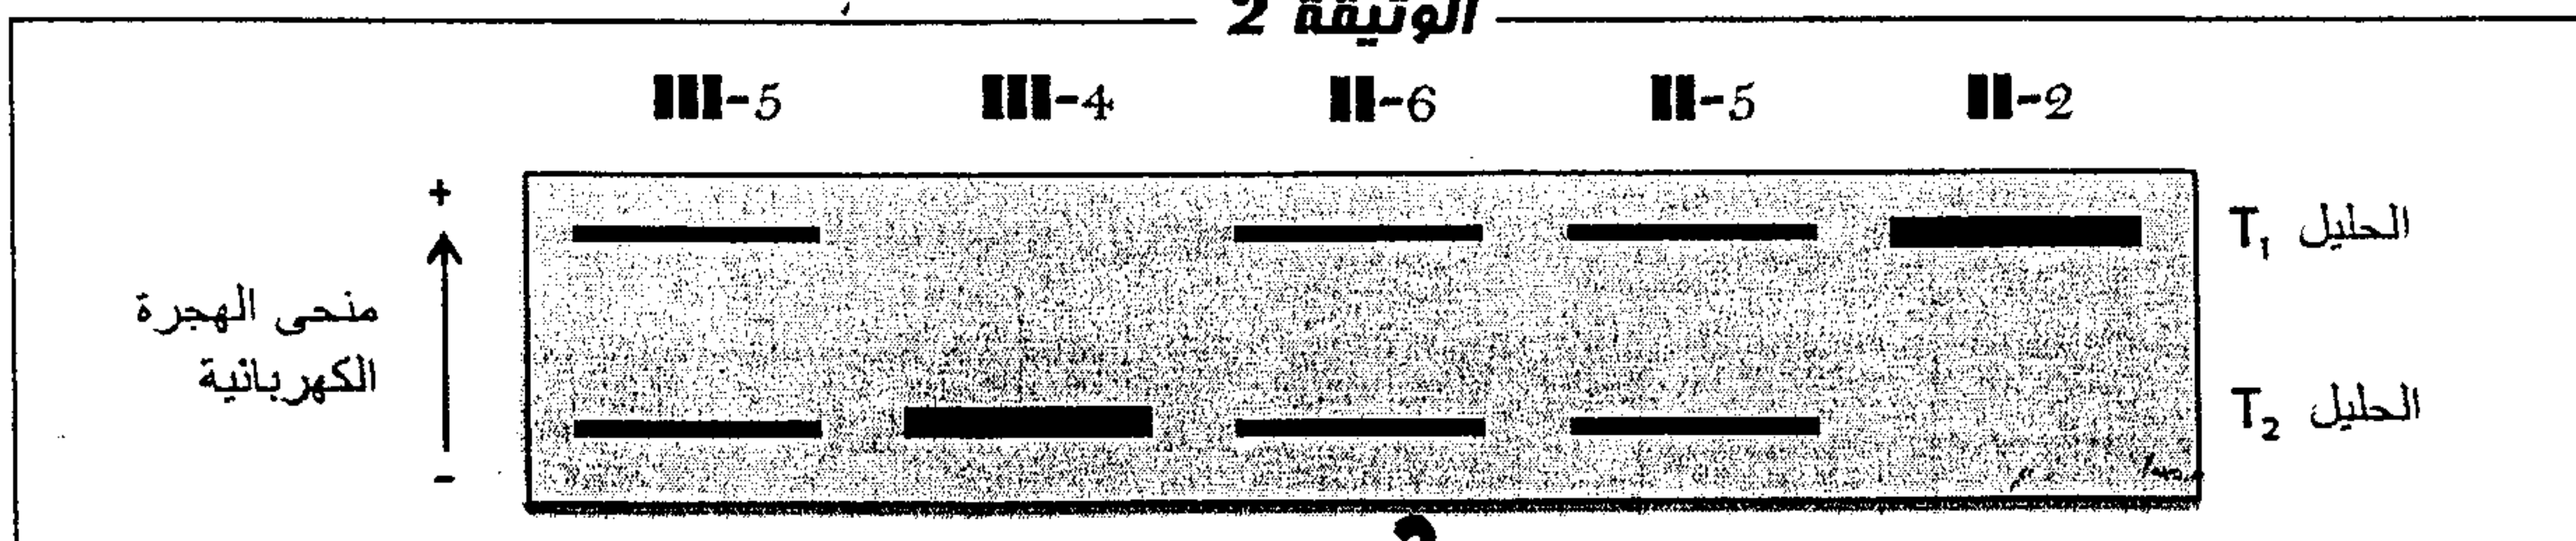 الوثيقة 2
III-5 III-4 II-6 II-5 II-2
+
الحليل T₁
منحى الهجرة
الكهربائية
الحليل T₂
-